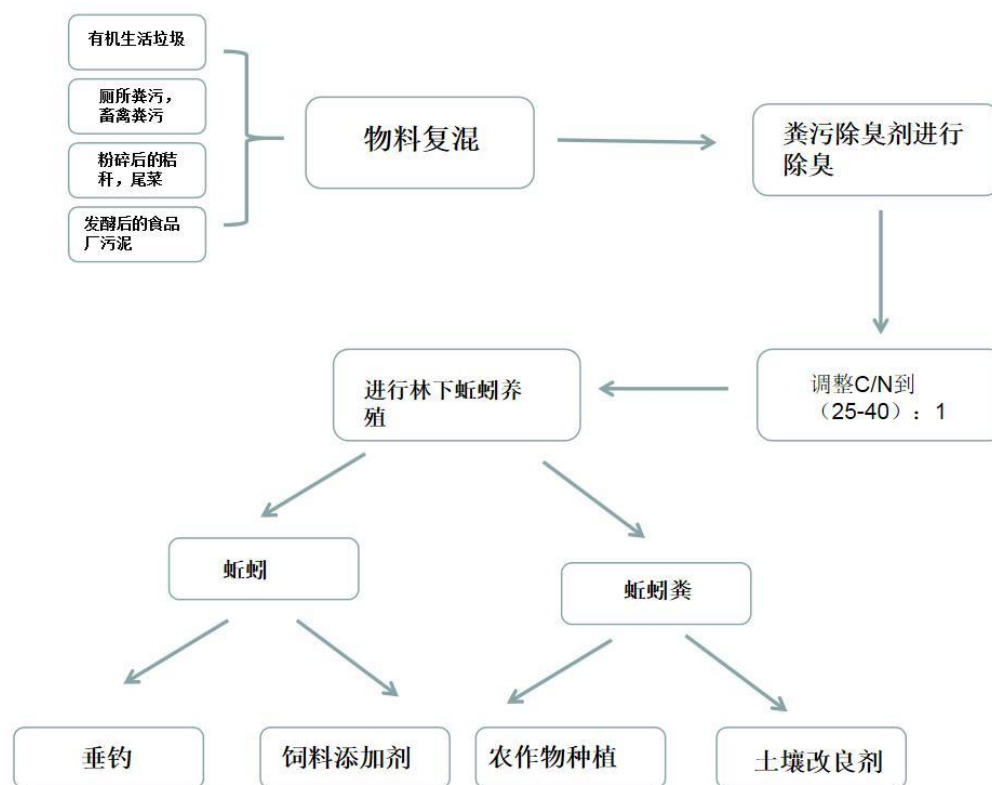 有机生活垃圾
厕所粪污，
畜禽粪污
粉碎后的秸
秆，尾菜
发酵后的食品
厂污泥
物料复混
粪污除臭剂进行
除臭
调整C/N到
（25-40）：1
进行林下蚯蚓养
殖
蚯蚓
蚯蚓粪
垂钓
饲料添加剂
农作物种植
土壤改良剂